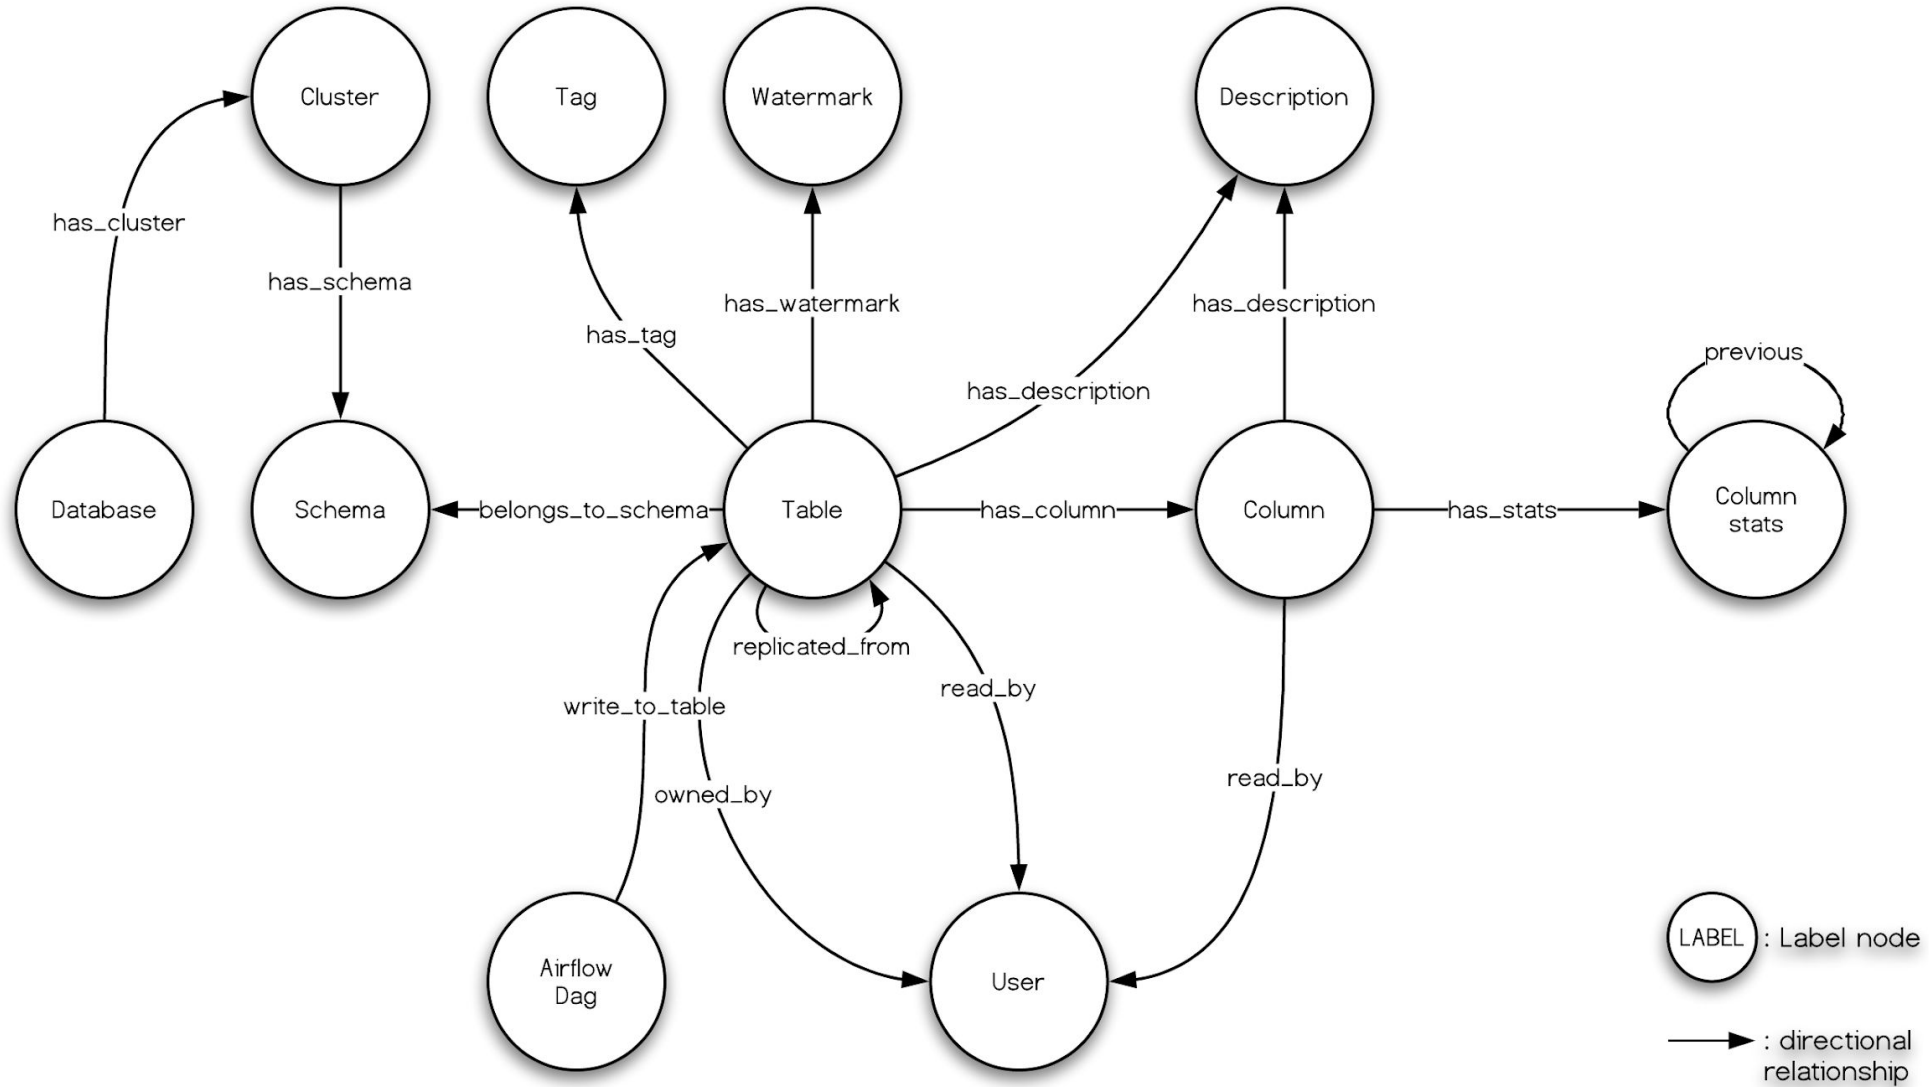 Cluster
Tag
Watermark
Description
has_cluster
has_schema
has_watermark
has_description
has_tag
previous
has_description
Database
Schema
belongs_to_schema
Table
has_column
Column
has_stats
Column
stats
replicated_from
read_by
write_to_table
read_by
owned_by
LABEL : Label node
Airflow
Dag
User
: directional
relationship